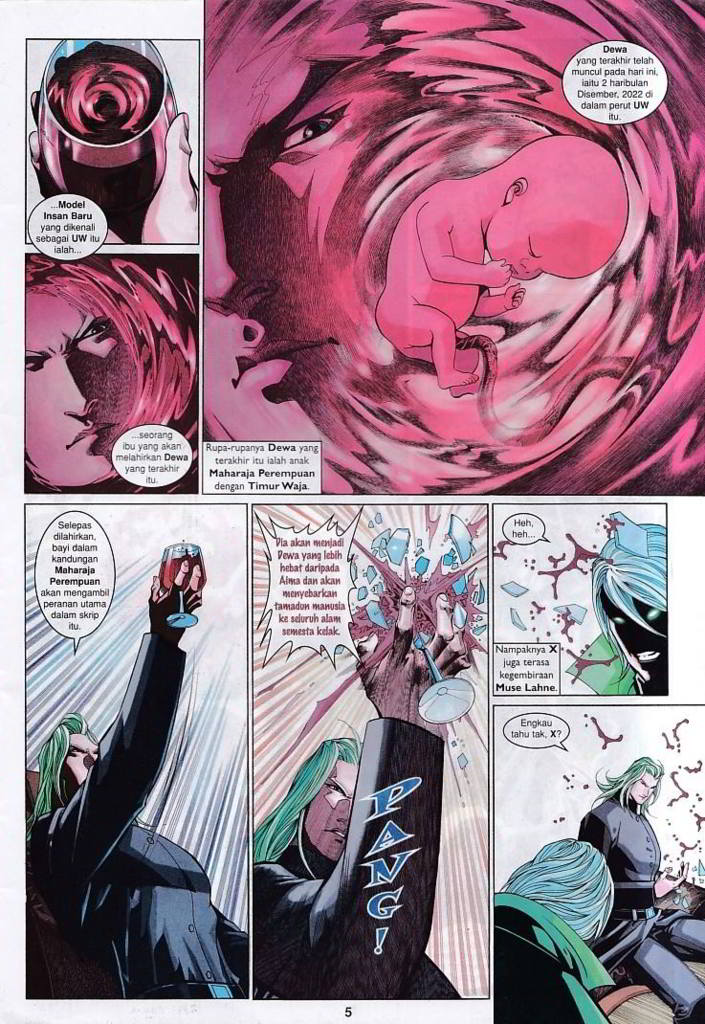 ...Model
Insan Baru
yang dikenali
sebagai UW itu
ialah...
...seorang
ibu yang akan
melahirkan Dewa
yang terakhir
itu.
Dewa
yang terakhir telah
muncul pada hari ini,
iaitu 2 haribulan
Disember, 2022 di
dalam perut UW
itu.
Rupa-rupanya Dewa yang
terakhir itu ialah anak
Maharaja Perempuan
dengan Timur Waja.
Selepas
dilahirkan,
bayi dalam
kandungan
Maharaja
Perempuan
akan mengambil
peranan utama
dalam skrip
itu.
Dia akan menjadi
Dewa yang lebih
hebat daripada
Alma dan akan
menyebarkan
tamadun manusia
ke seluruh alam
semesta kelak.
PANG!
Heh,
heh...
Nampaknya X
juga terasa
kegembiraan
Muse Lahne.
Engkau
tahu tak, X?
5